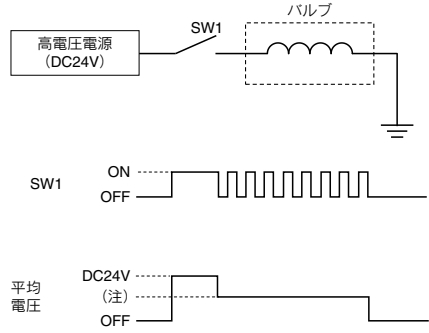 バルブ
SW1
高電圧電源
（DC24V）
ON
SW1
OFF
DC24V
平均
電圧
（注）
OFF